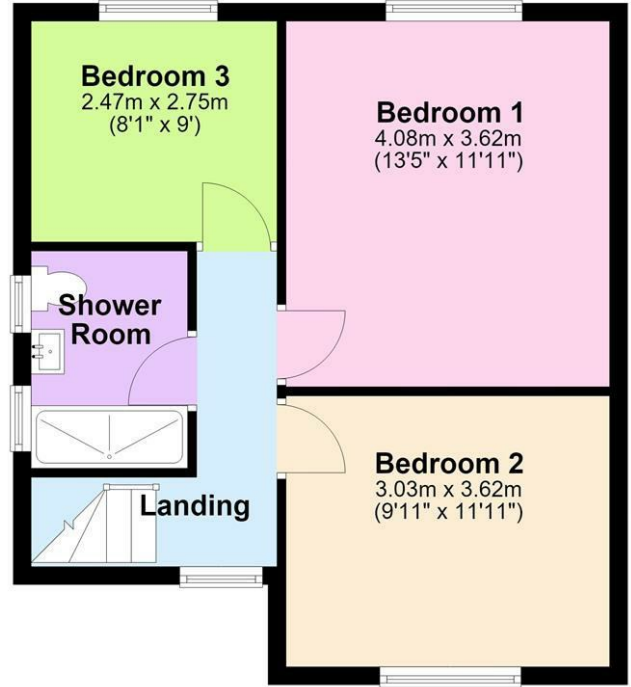 Bedroom 3
2.47m x 2.75m
(8'1" x 9')
Bedroom 1
4.08m x 3.62m
(13'5" x 11'11")
Shower
Room
Bedroom 2
3.03m x 3.62m
(9'11" x 11'11")
Landing